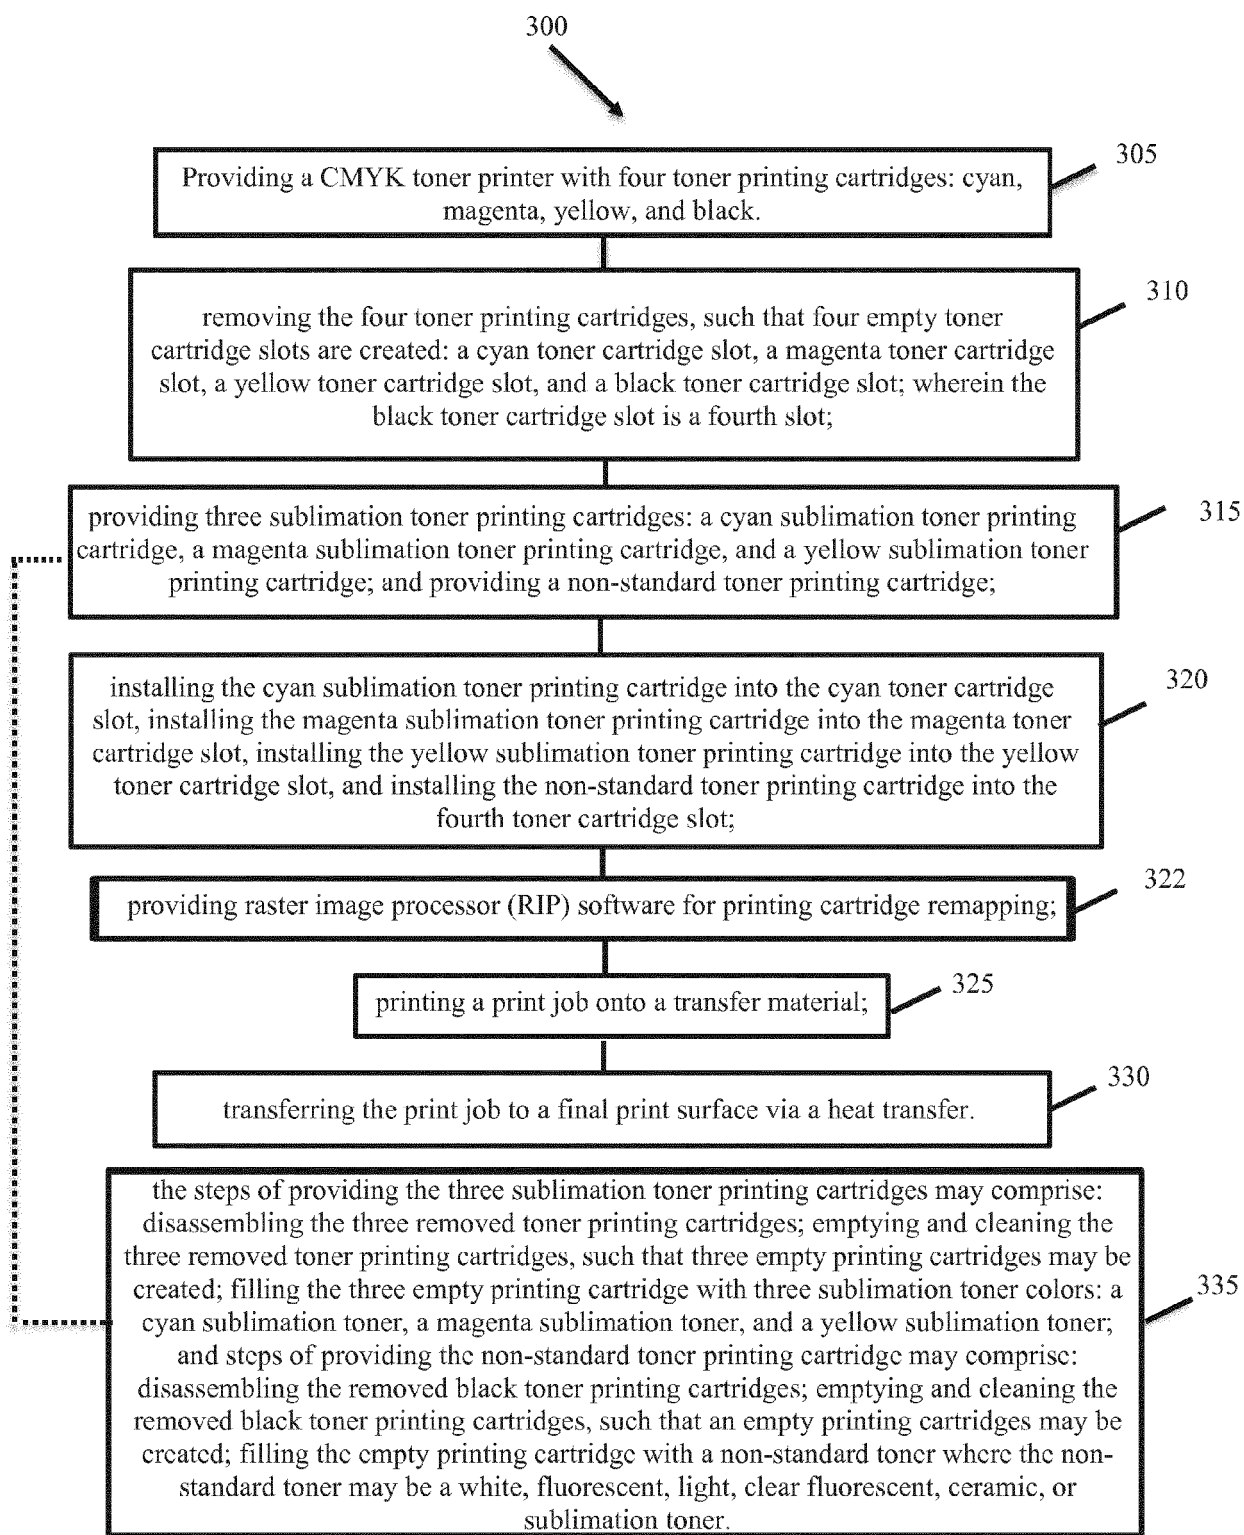 300
305
Providing a CMYK toner printer with four toner printing cartridges: cyan,
magenta, yellow, and black.
310
removing the four toner printing cartridges, such that four empty toner
cartridge slots are created: a cyan toner cartridge slot, a magenta toner cartridge
slot, a yellow toner cartridge slot, and a black toner cartridge slot; wherein the
black toner cartridge slot is a fourth slot;
315
providing three sublimation toner printing cartridges: a cyan sublimation toner printing
cartridge, a magenta sublimation toner printing cartridge, and a yellow sublimation toner
printing cartridge; and providing a non-standard toner printing cartridge;
320
installing the cyan sublimation toner printing cartridge into the cyan toner cartridge
slot, installing the magenta sublimation toner printing cartridge into the magenta toner
cartridge slot, installing the yellow sublimation toner printing cartridge into the yellow
toner cartridge slot, and installing the non-standard toner printing cartridge into the
fourth toner cartridge slot;
322
providing raster image processor (RIP) software for printing cartridge remapping;
325
printing a print job onto a transfer material;
330
transferring the print job to a final print surface via a heat transfer.
335
the steps of providing the three sublimation toner printing cartridges may comprise:
disassembling the three removed toner printing cartridges; emptying and cleaning the
three removed toner printing cartridges, such that three empty printing cartridges may be
created; filling the three empty printing cartridge with three sublimation toner colors: a
cyan sublimation toner, a magenta sublimation toner, and a yellow sublimation toner;
and steps of providing the non-standard toner printing cartridge may comprise:
disassembling the removed black toner printing cartridges; emptying and cleaning the
removed black toner printing cartridges, such that an empty printing cartridges may be
created; filling the empty printing cartridge with a non-standard toner where the non-
standard toner may be a white, fluorescent, light, clear fluorescent, ceramic, or
sublimation toner.